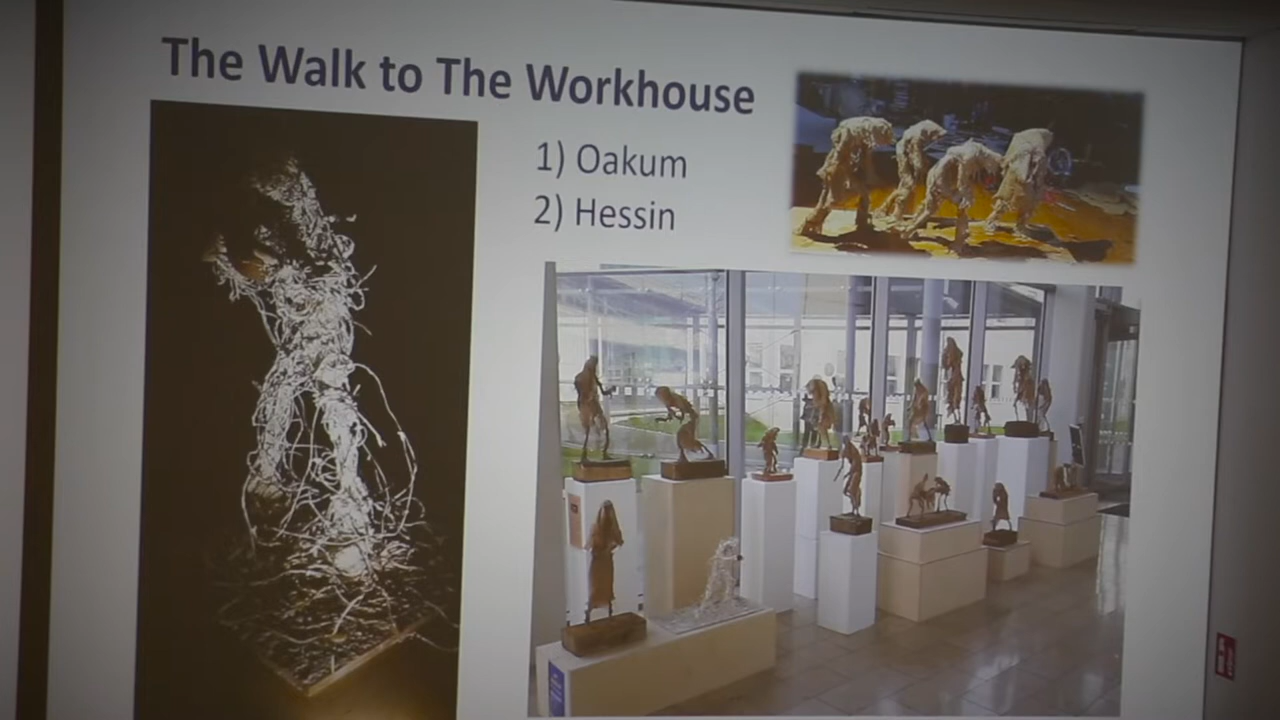 The Walk to The Workhouse
1) Oakum
2) Hessin